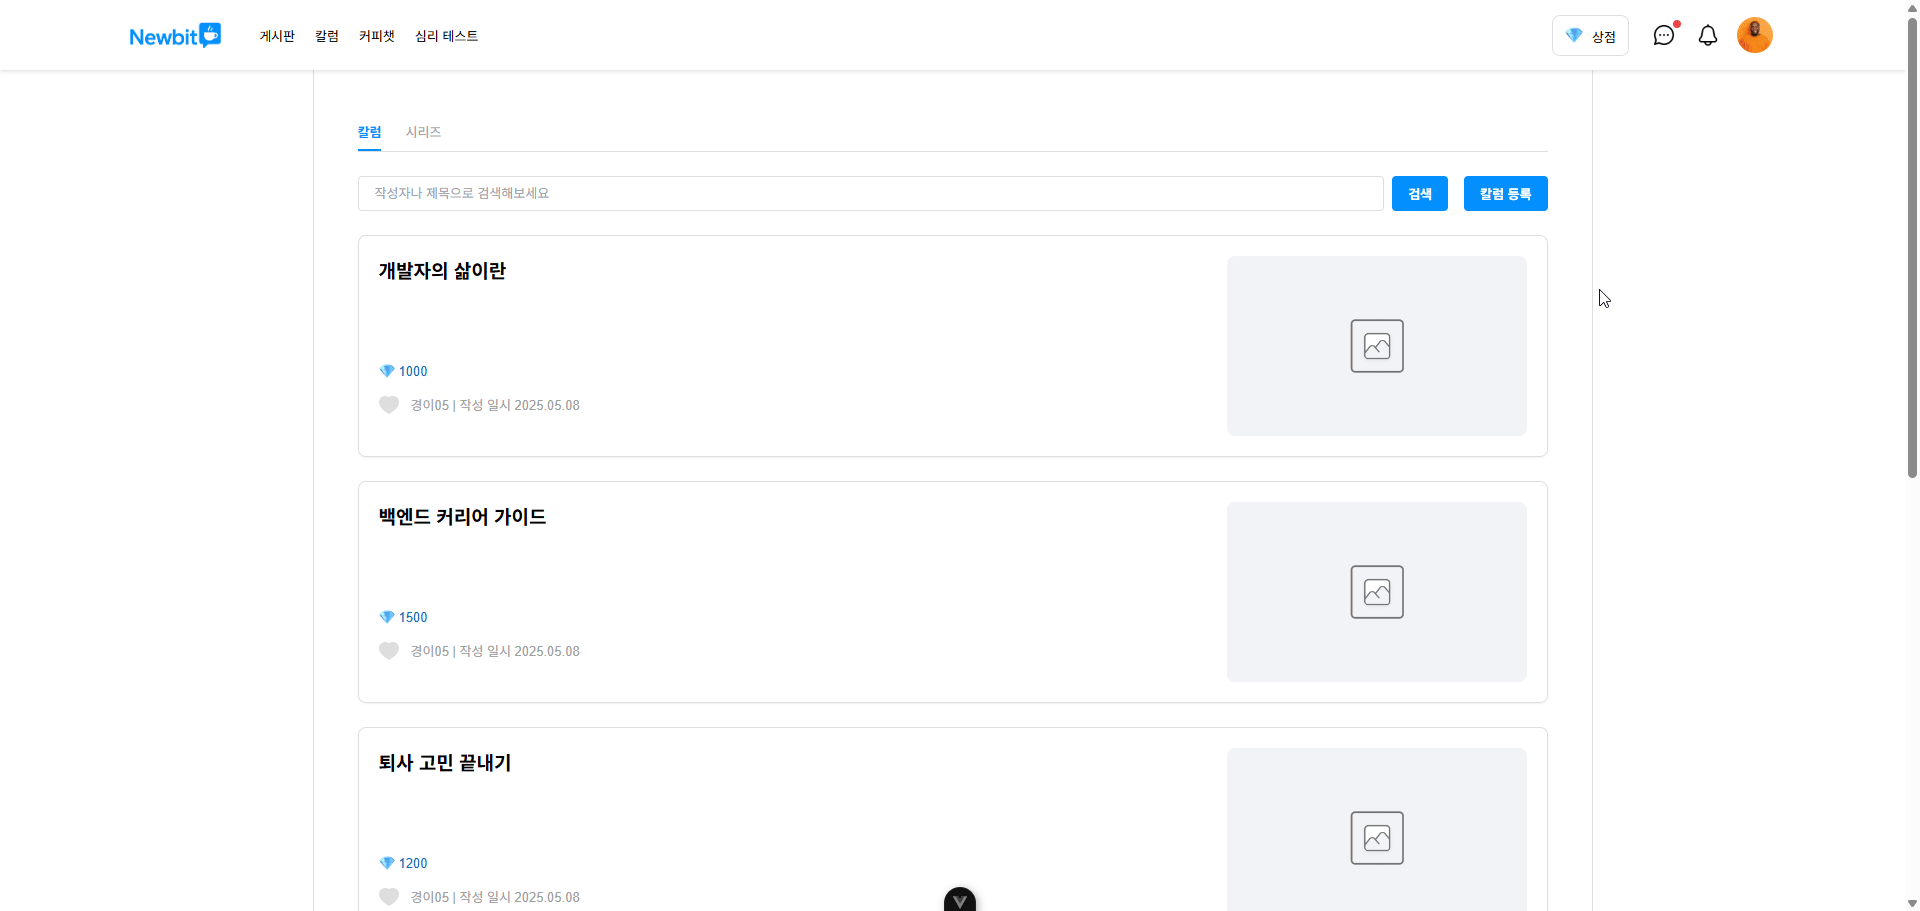 Newbit
게시판 칼럼 커피챗 심리 테스트
상점
칼럼 시리즈
작성자나 제목으로 검색해보세요
검색
칼럼 등록
개발자의 삶이란
1000
경이05 | 작성 일시 2025.05.08
백엔드 커리어 가이드
1500
경이05 | 작성 일시 2025.05.08
퇴사 고민 끝내기
1200
경이05 | 작성 일시 2025.05.08